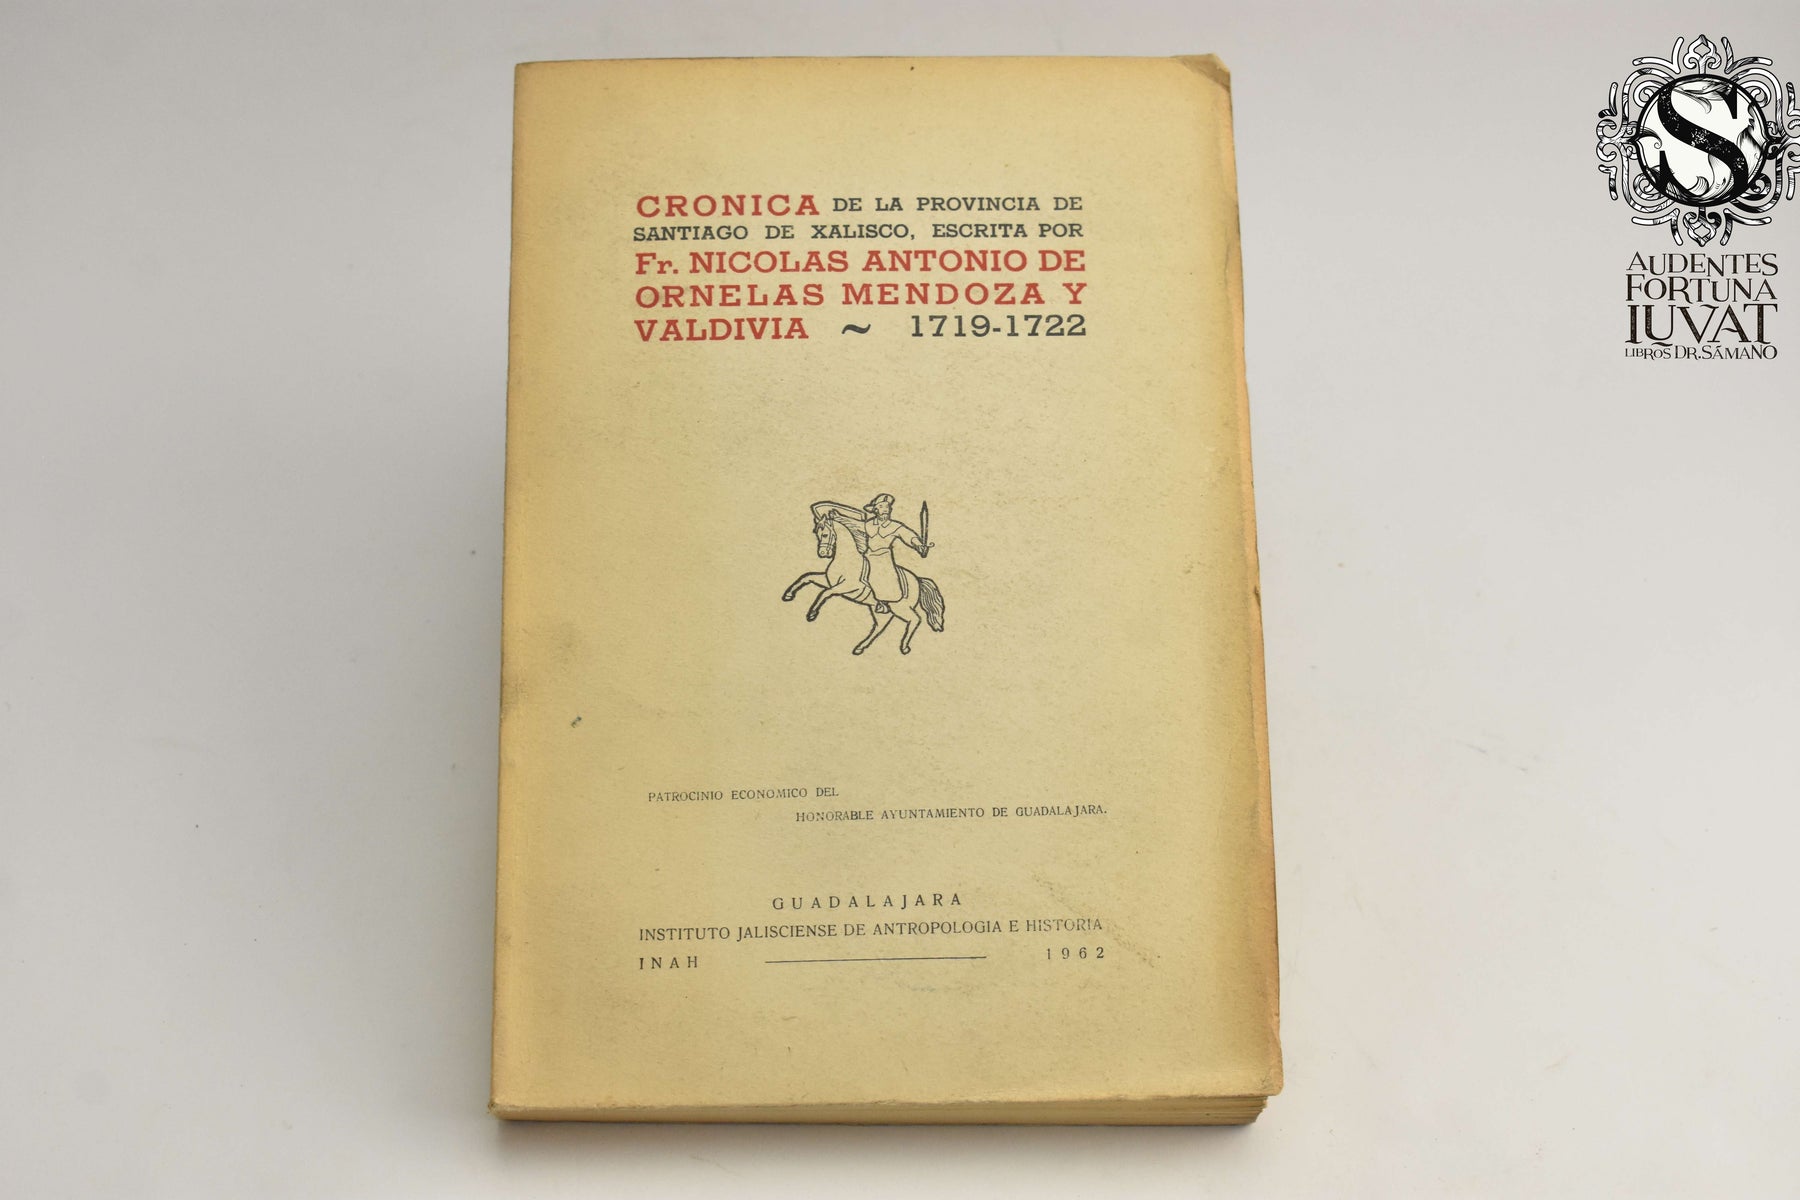 CRONICA DE LA PROVINCIA DE
SANTIAGO DE XALISCO, ESCRITA POR
Fr. NICOLAS ANTONIO DE
ORNELAS MENDOZA Y
VALDIVIA ~ 1719-1722
PATROCINIO ECONOMICO DEL
HONORABLE AYUNTAMIENTO DE GUADALAJARA.
GUADALAJARA
INSTITUTO JALISCIENSE DE ANTROPOLOGIA E HISTORIA
INAH 1962
S
AUDENTES
FORTUNA
IUVAT
LIBROS DR. SÁMANO